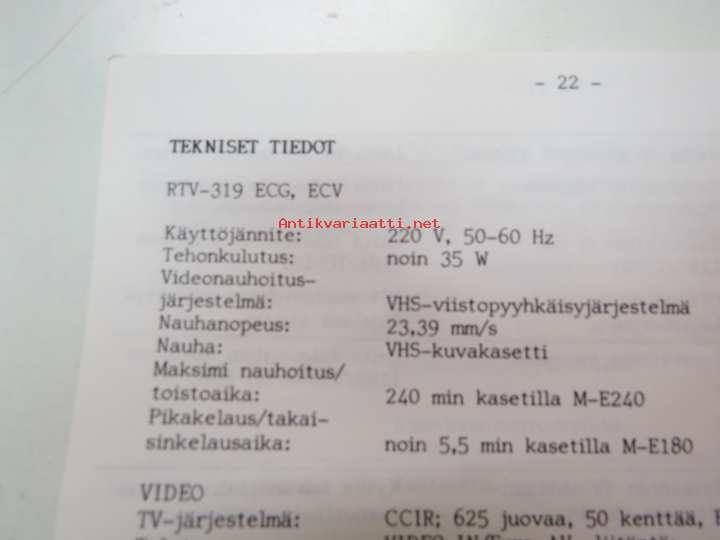 - 22 -
TEKNISET TIEDOT
RTV-319 ECG, ECV
Antikvariaatti.net
Käyttöjännite: 220 V, 50-60 Hz
Tehonkulutus: noin 35 W
Videonauhoitus-
järjestelmä: VHS-viistopyyhkäisyjärjestelmä
Nauhanopeus: 23,39 mm/s
Nauha: VHS-kuvakasetti
Maksimi nauhoitus/
toistoaika: 240 min kasetilla M-E240
Pikakelaus/takai-
sinkelausaika: noin 5,5 min kasetilla M-E180
VIDEO
TV-järjestelmä: CCIR; 625 juovaa, 50 kenttää,